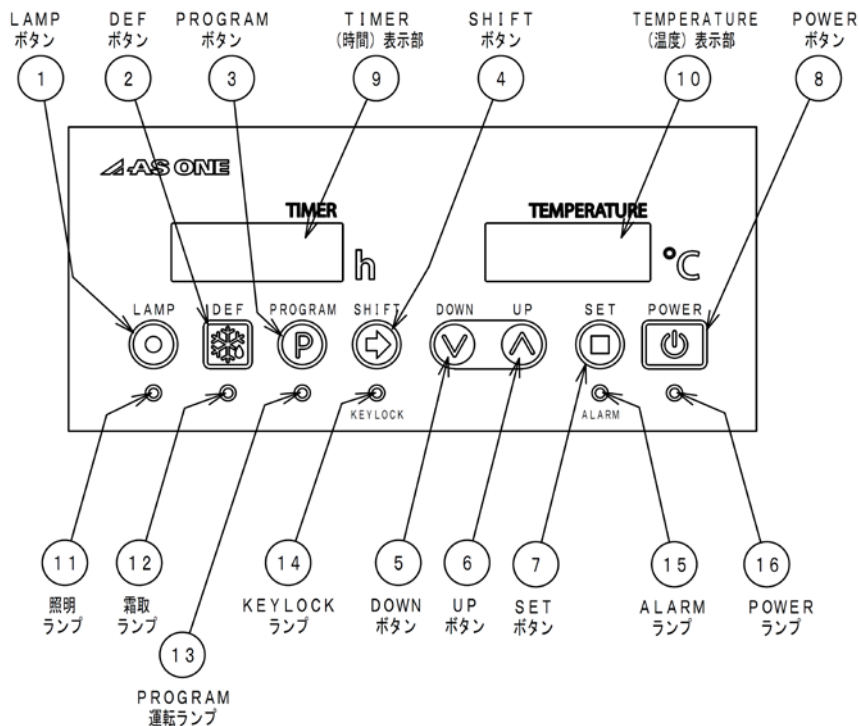 LAMP
ボタン
1
DEF
ボタン
2
PROGRAM
ボタン
3
TIMER
(時間) 表示部
9
SHIFT
ボタン
4
TEMPERATURE
(温度) 表示部
10
POWER
ボタン
8
AS ONE
TIMER
h
TEMPERATURE
°C
LAMP
DEF
PROGRAM
P
SHIFT
DOWN
UP
SET
POWER
KEYLOCK
ALARM
11
照明
ランプ
12
霜取
ランプ
13
PROGRAM
運転ランプ
14
KEYLOCK
ランプ
5
DOWN
ボタン
6
UP
ボタン
7
SET
ボタン
15
ALARM
ランプ
16
POWER
ランプ